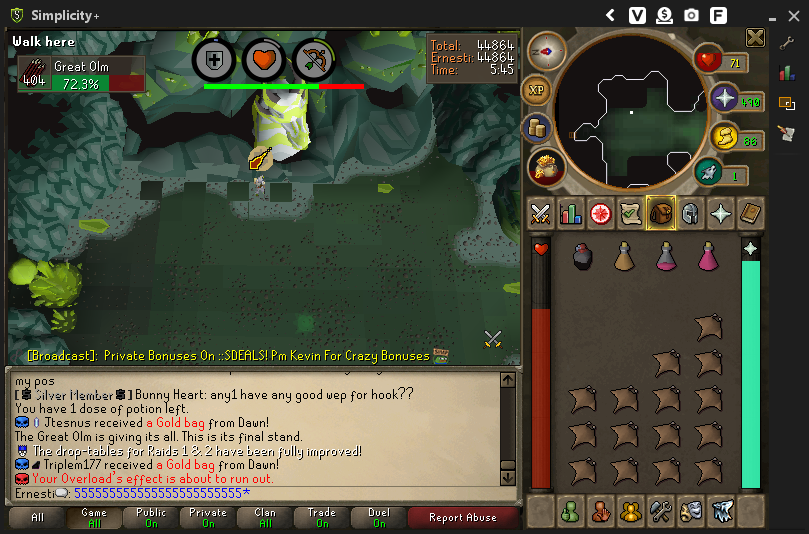 Simplicity+
V
F
Walk here
Great Olm
404
72.3%
Total: 44864
Ernesti: 44864
Time: 5:45
XP
71
490
86
1
[Broadcast]: Private Bonuses On ::SDEALS! Pm Kevin For Crazy Bonuses
my pos
[Silver Member] Bunny Heart: any1 have any good wep for hook??
You have 1 dose of potion left.
Jtesnus received a Gold bag from Dawn!
The Great Olm is giving its all. This is its final stand.
The drop-tables for Raids 1 & 2 have been fully improved!
Triplem177 received a Gold bag from Dawn!
Your Overload's effect is about to run out.
Ernesti: 5555555555555555555555555555*
All
Game
All
Public
On
Private
On
Clan
All
Trade
On
Duel
On
Report Abuse